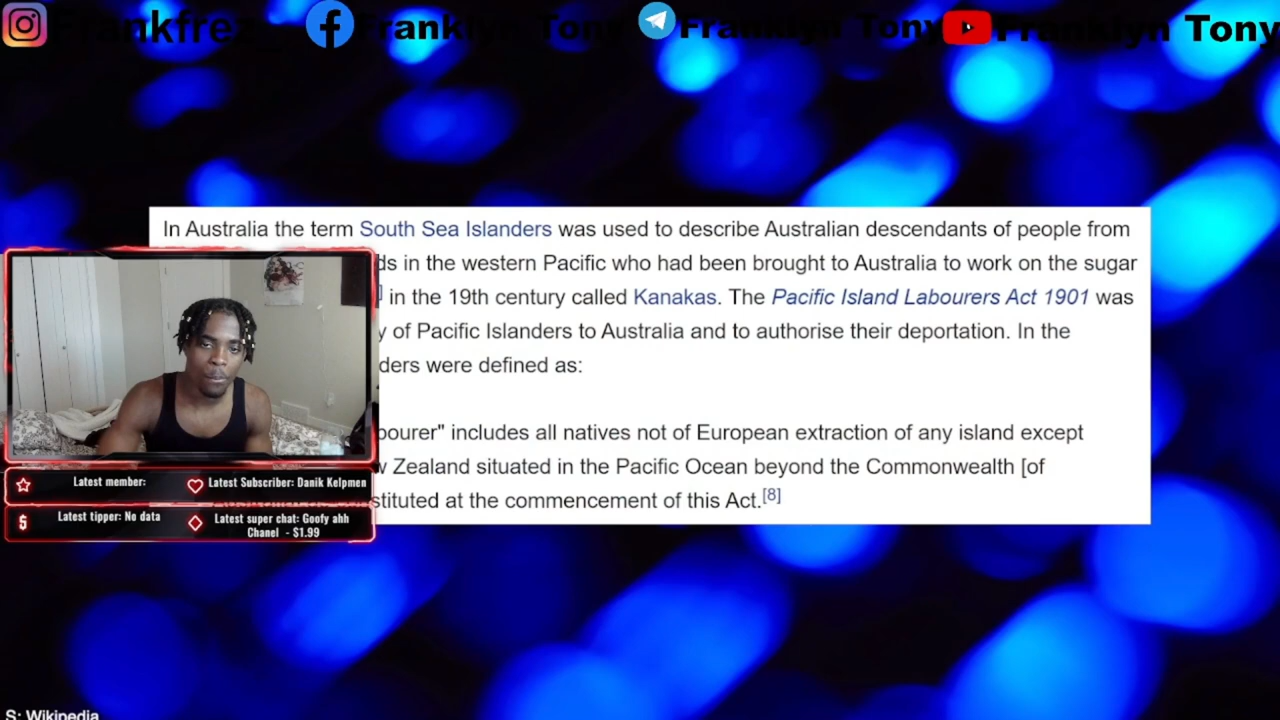 Frankfrez_ Franklyn Tony Franklyn Tony Franklyn Tony
In Australia the term South Sea Islanders was used to describe Australian descendants of people from
ds in the western Pacific who had been brought to Australia to work on the sugar
] in the 19th century called Kanakas. The Pacific Island Labourers Act 1901 was
y of Pacific Islanders to Australia and to authorise their deportation. In the
ders were defined as:
bourer" includes all natives not of European extraction of any island except
w Zealand situated in the Pacific Ocean beyond the Commonwealth [of
stituted at the commencement of this Act.[8]
Latest member:
Latest Subscriber: Danik Kelpmen
Latest tipper: No data
Latest super chat: Goofy ahh
Chanel - $1.99
S: Wikipedia